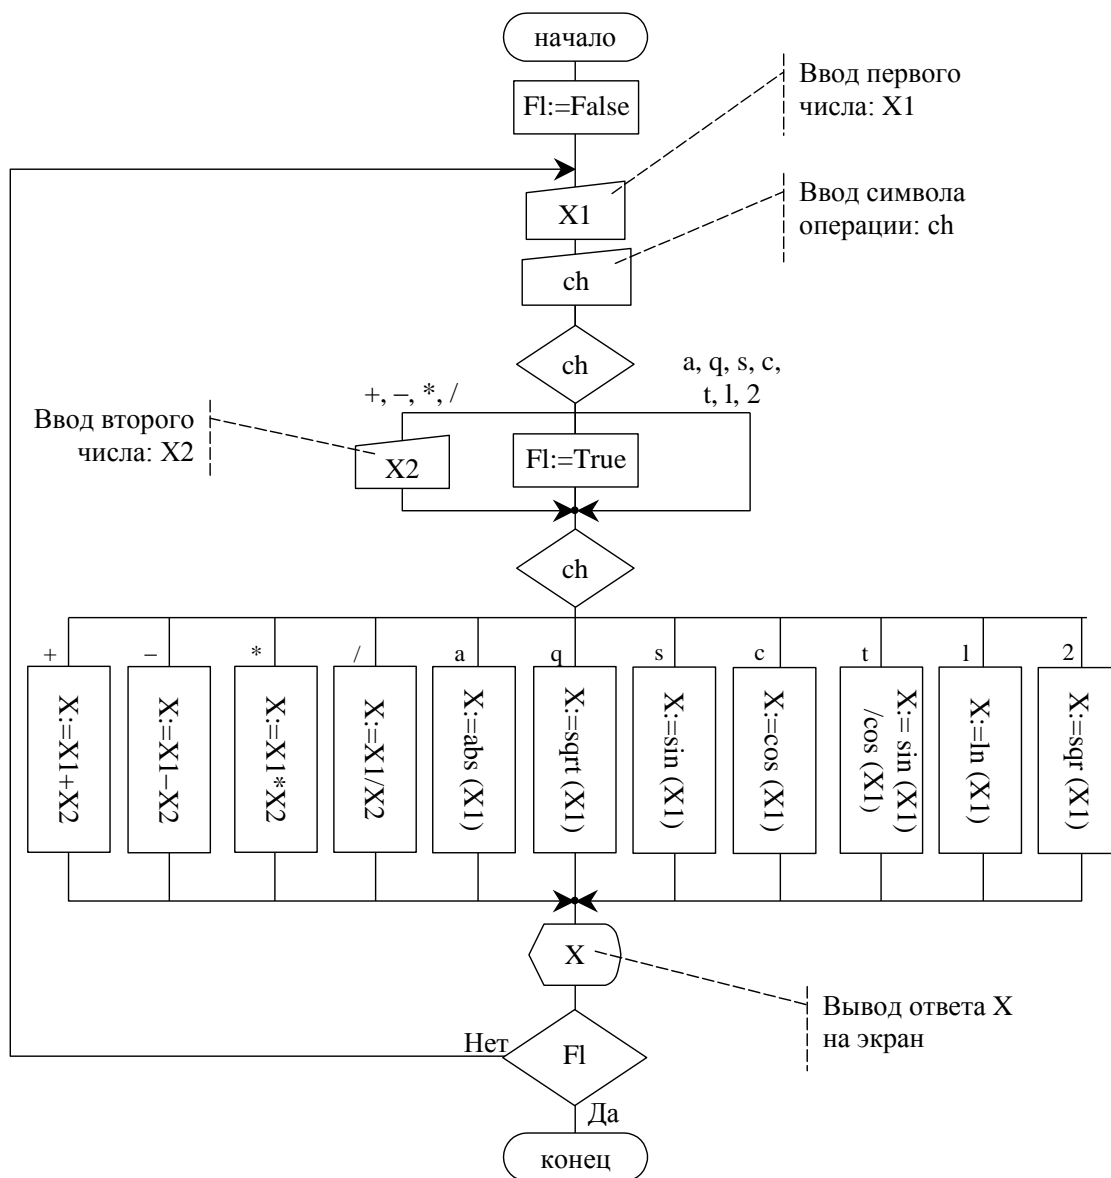 начало
Fl:=False
Ввод первого
числа: X1
X1
Ввод символа
операции: ch
ch
ch
+, −, *, /
a, q, s, c,
t, l, 2
Ввод второго
числа: X2
X2
Fl:=True
ch
+
−
*
/
a
q
s
c
t
l
2
X:=X1+X2
X:=X1−X2
X:=X1*X2
X:=X1/X2
X:=abs (X1)
X:=sqrt (X1)
X:=sin (X1)
X:=cos (X1)
X:= sin (X1)
/cos (X1)
X:=ln (X1)
X:=sqr (X1)
X
Вывод ответа X
на экран
Нет
Fl
Да
конец